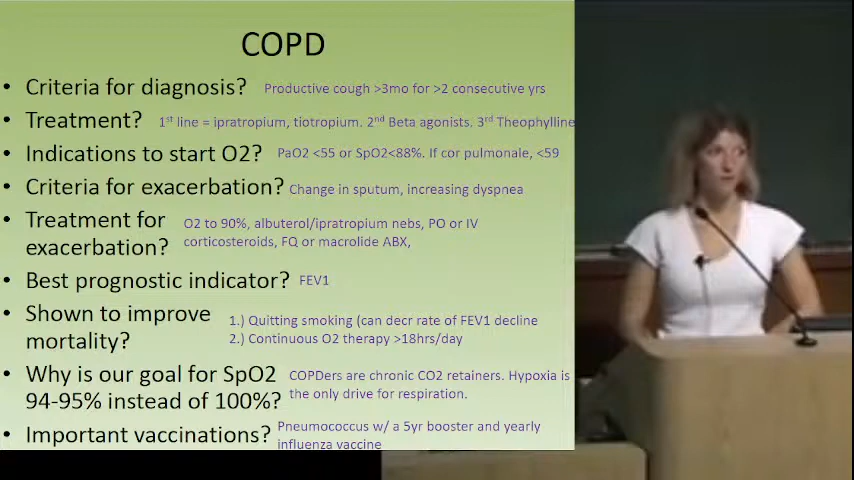 COPD
• Criteria for diagnosis? Productive cough >3mo for >2 consecutive yrs
• Treatment? 1st line = ipratropium, tiotropium. 2nd Beta agonists. 3rd Theophylline
• Indications to start O2? PaO2 <55 or SpO2<88%. If cor pulmonale, <59
• Criteria for exacerbation? Change in sputum, increasing dyspnea
• Treatment for exacerbation?
O2 to 90%, albuterol/ipratropium nebs, PO or IV
corticosteroids, FQ or macrolide ABX,
• Best prognostic indicator? FEV1
• Shown to improve
mortality?
1.) Quitting smoking (can decr rate of FEV1 decline
2.) Continuous O2 therapy >18hrs/day
• Why is our goal for SpO2
94-95% instead of 100%?
COPDers are chronic CO2 retainers. Hypoxia is
the only drive for respiration.
• Important vaccinations?
Pneumococcus w/ a 5yr booster and yearly
influenza vaccine